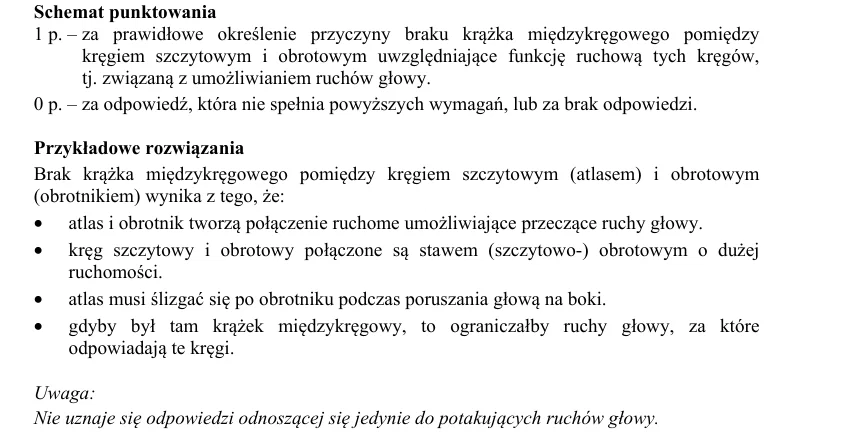 Schemat punktowania
1 p. – za prawidłowe określenie przyczyny braku krążka międzykręgowego pomiędzy
kręgiem szczytowym i obrotowym uwzględniające funkcję ruchową tych kręgów,
tj. związaną z umożliwianiem ruchów głowy.
0 p. – za odpowiedź, która nie spełnia powyższych wymagań, lub za brak odpowiedzi.
Przykładowe rozwiązania
Brak krążka międzykręgowego pomiędzy kręgiem szczytowym (atlasem) i obrotowym
(obrotnikiem) wynika z tego, że:
• atlas i obrotnik tworzą połączenie ruchome umożliwiające przeczące ruchy głowy.
• kręg szczytowy i obrotowy połączone są stawem (szczytowo-) obrotowym o dużej
ruchomości.
• atlas musi ślizgać się po obrotniku podczas poruszania głową na boki.
• gdyby był tam krążek międzykręgowy, to ograniczałby ruchy głowy, za które
odpowiadają te kręgi.
Uwaga:
Nie uznaje się odpowiedzi odnoszącej się jedynie do potakujących ruchów głowy.